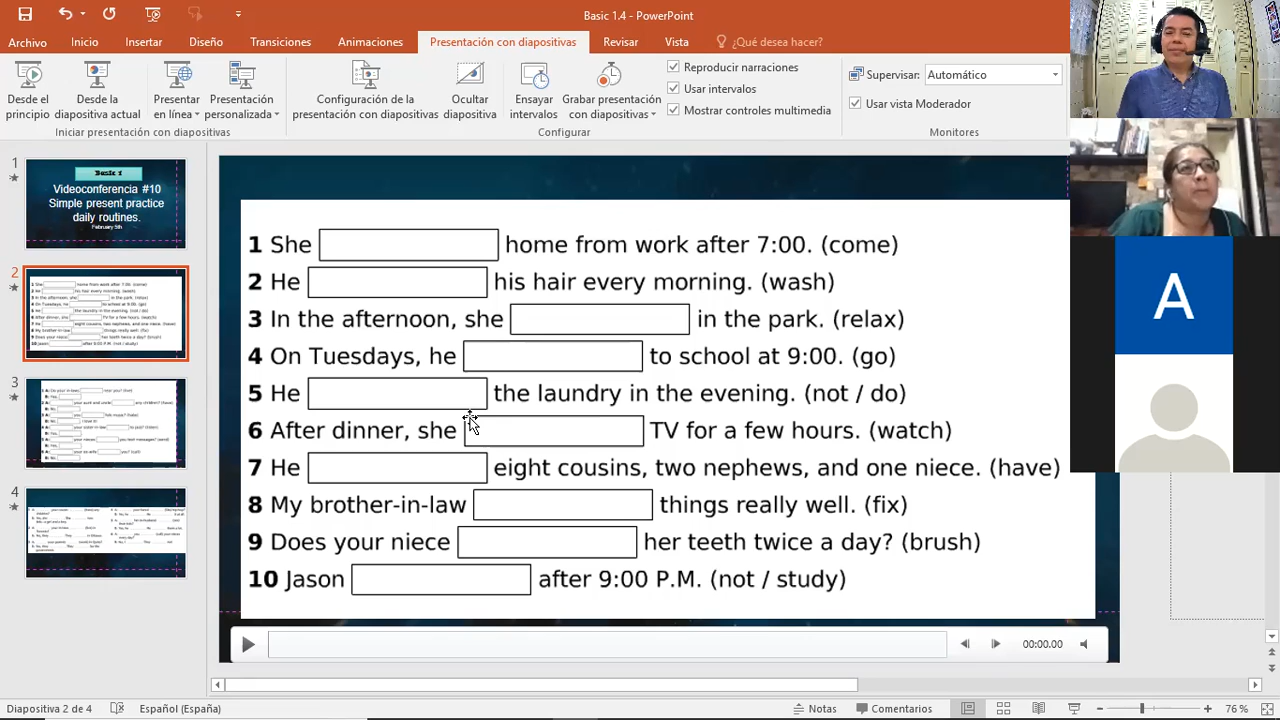 Basic 1.4 - PowerPoint
Archivo Inicio Insertar Diseño Transiciones Animaciones Presentación con diapositivas Revisar Vista ¿Qué desea hacer?
Desde el principio
Desde la diapositiva actual
Presentar en línea
Presentación personalizada
Iniciar presentación con diapositivas
Configuración de la presentación con diapositivas
Ocultar diapositiva
Ensayar intervalos
Grabar presentación con diapositivas
Reproducir narraciones
Usar intervalos
Mostrar controles multimedia
Configurar
Supervisar: Automático
Usar vista Moderador
Monitores
1
Basic 1
Videoconferencia #10
Simple present practice
daily routines.
February 5th
2
3
4
1 She home from work after 7:00. (come)
2 He his hair every morning. (wash)
3 In the afternoon, she in the park. (relax)
4 On Tuesdays, he to school at 9:00. (go)
5 He the laundry in the evening. (not / do)
6 After dinner, she TV for a few hours. (watch)
7 He eight cousins, two nephews, and one niece. (have)
8 My brother-in-law things really well. (fix)
9 Does your niece her teeth twice a day? (brush)
10 Jason after 9:00 P.M. (not / study)
00:00.00
A
Diapositiva 2 de 4 Español (España) Notas Comentarios 76 %